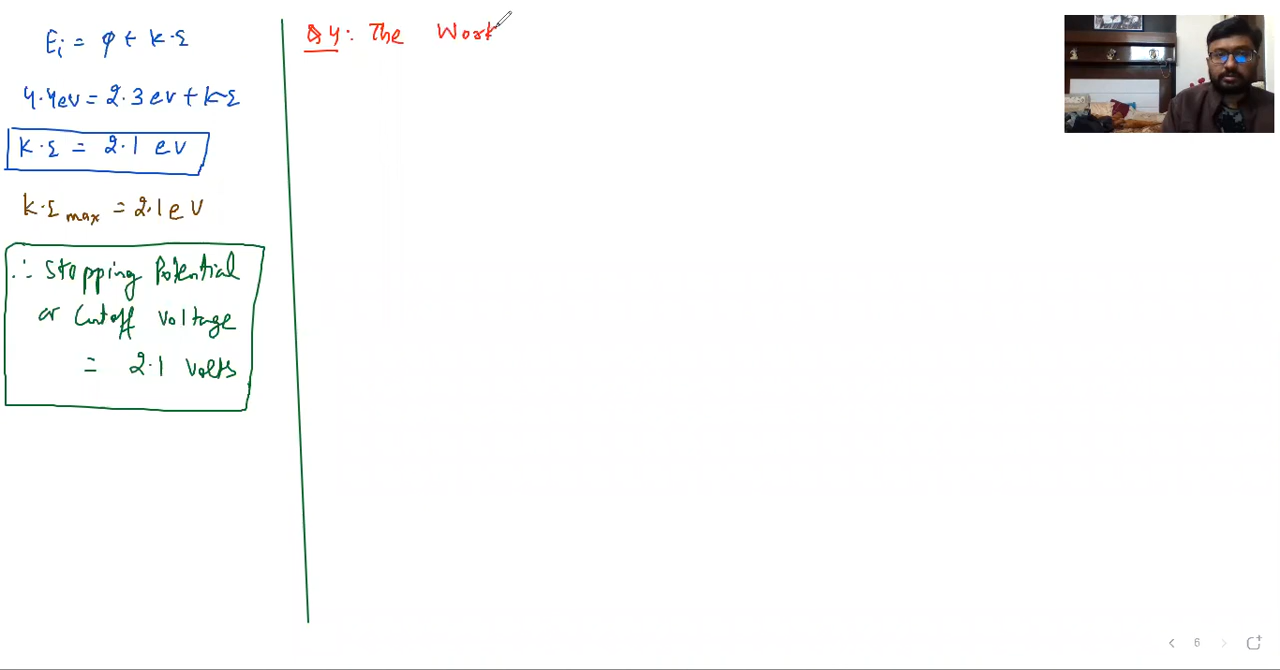 Ei = φ + K.E
4.4ev = 2.3 ev + K.E
K.E = 2.1 ev
K.E max = 2.1 eV
∴ Stopping Potential
or Cutoff voltage
= 2.1 Volts
Q4: The Work
6